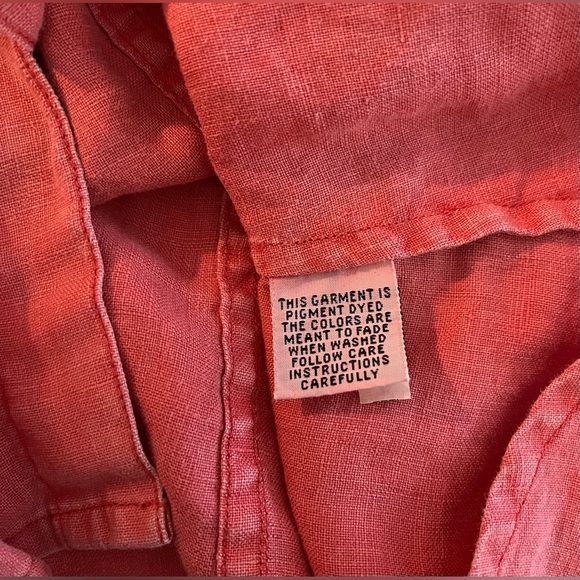 THIS GARMENT IS
PIGMENT DYED
THE COLORS ARE
MEANT TO FADE
WHEN WASHED
FOLLOW CARE
INSTRUCTIONS
CAREFULLY